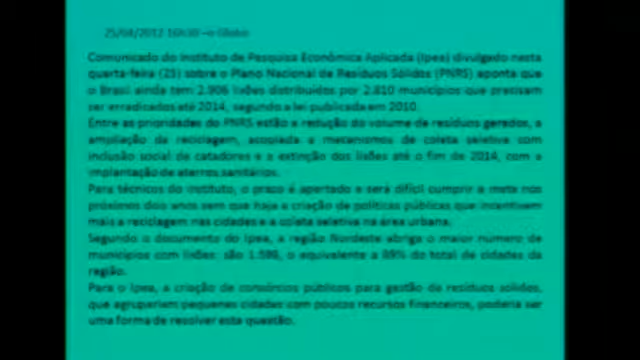 25/04/2012 16h30 –o Globo
Comunicado do Instituto de Pesquisa Econômica Aplicada (Ipea) divulgado nesta
quarta-feira (25) sobre o Plano Nacional de Resíduos Sólidos (PNRS) aponta que
o Brasil ainda tem 2.906 lixões distribuídos por 2.810 municípios que precisam
ser erradicados até 2014, segundo a lei publicada em 2010.
Entre as prioridades do PNRS estão a redução do volume de resíduos gerados, a
ampliação da reciclagem, acoplada a mecanismos de coleta seletiva com
inclusão social de catadores e a extinção dos lixões até o fim de 2014, com a
implantação de aterros sanitários.
Para técnicos do instituto, o prazo é apertado e será difícil cumprir a meta nos
próximos dois anos sem que haja a criação de políticas públicas que incentivem
mais a reciclagem nas cidades e a coleta seletiva na área urbana.
Segundo o documento do Ipea, a região Nordeste abriga o maior número de
municípios com lixões: são 1.598, o equivalente a 89% do total de cidades da
região.
Para o Ipea, a criação de consórcios públicos para gestão de resíduos sólidos,
que agrupariam pequenas cidades com poucos recursos financeiros, poderia ser
uma forma de resolver esta questão.